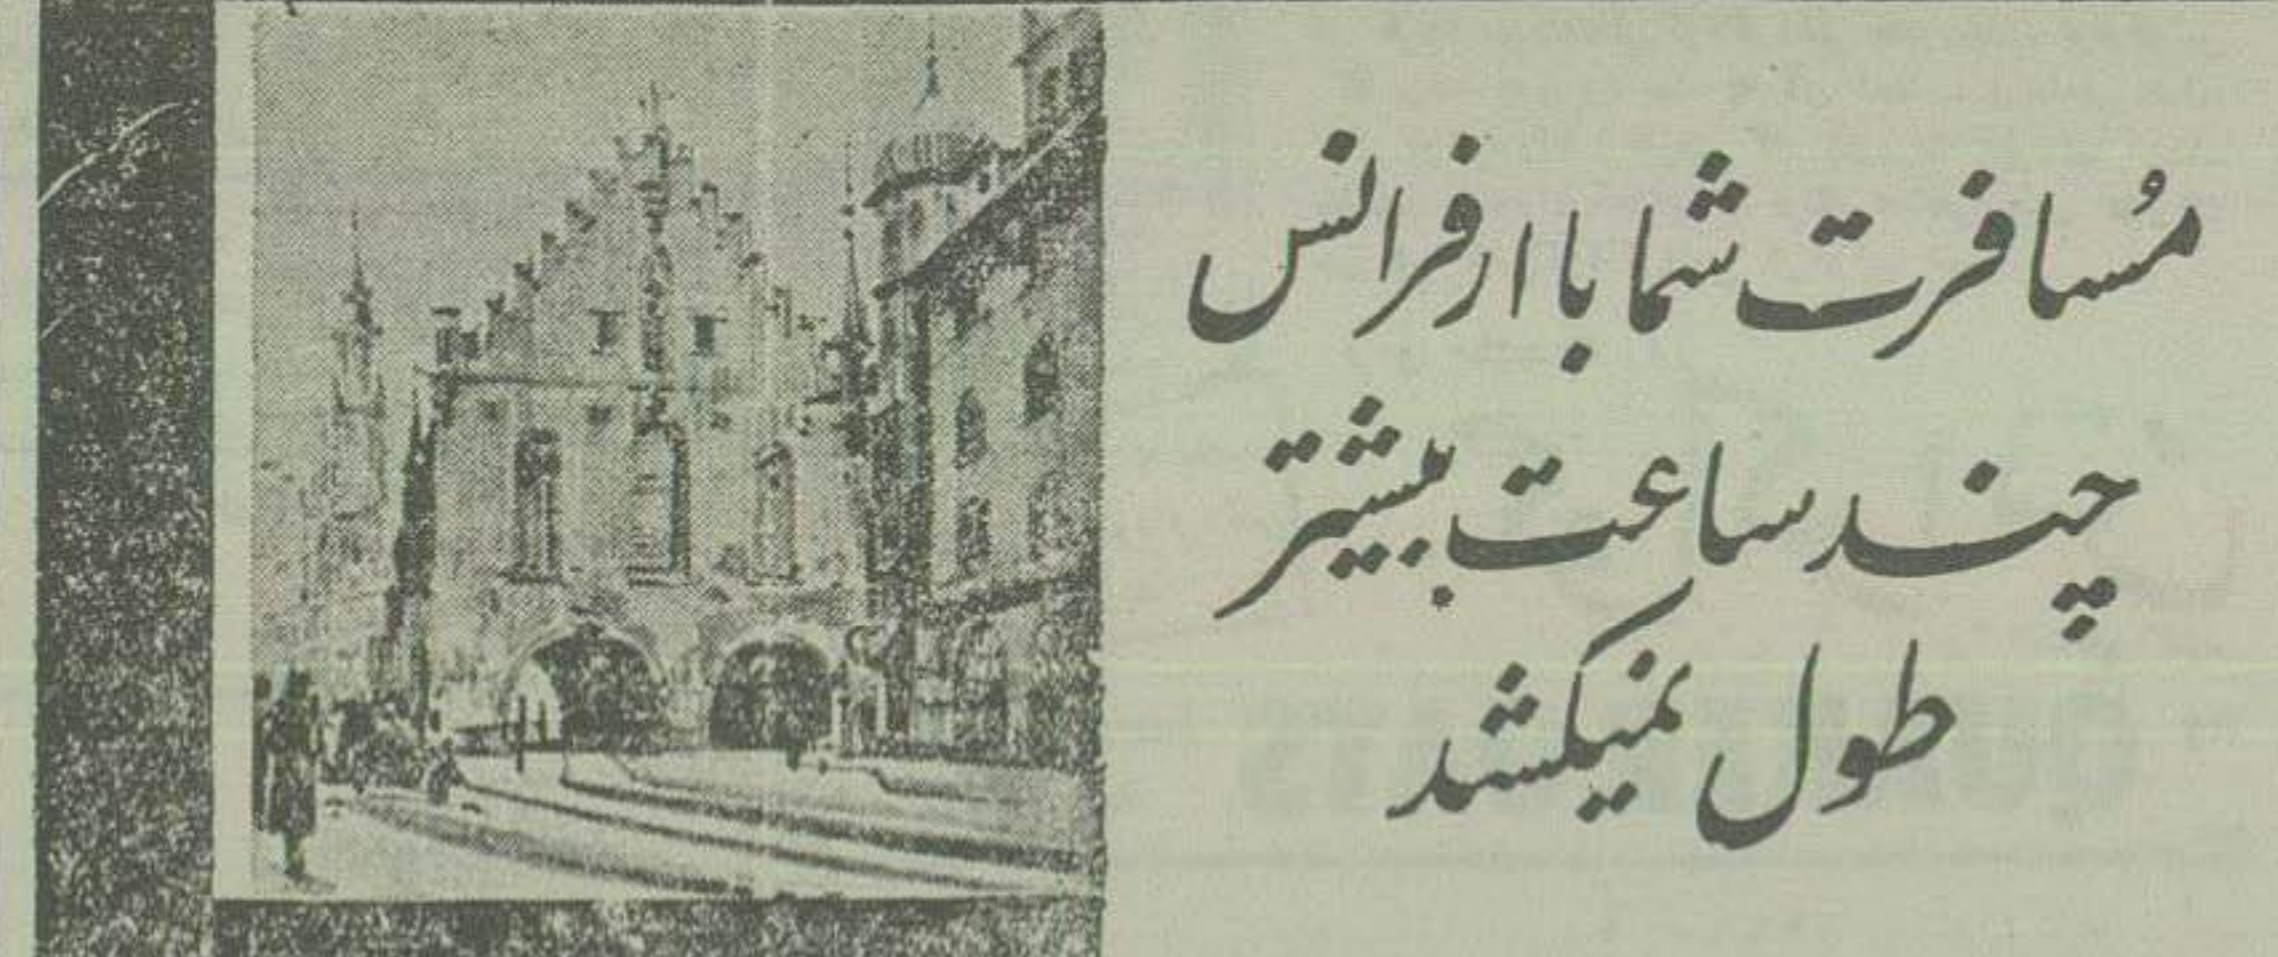 مُسافرت شما با ارفرانس
چند ساعت بیشتر
طول نمیکشد